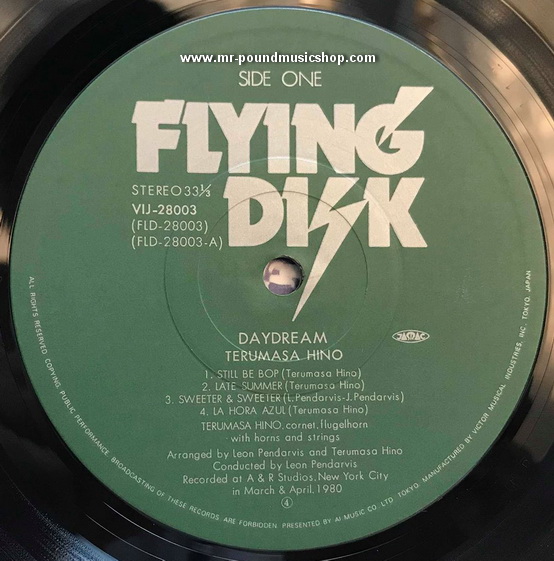 www.mr-poundmusicshop.com
SIDE ONE
FLYING
DISK
STEREO 33⅓
VIJ-28003
(FLD-28003)
(FLD-28003-A)
DAYDREAM
TERUMASA HINO
JASRAC
1. STILL BE BOP (Terumasa Hino)
2. LATE SUMMER (Terumasa Hino)
3. SWEETER & SWEETER (L.Pendarvis-J.Pendarvis)
4. LA HORA AZUL (Terumasa Hino)
TERUMASA HINO, cornet, flugelhorn
with horns and strings
Arranged by Leon Pendarvis and Terumasa Hino
Conducted by Leon Pendarvis
Recorded at A & R Studios, New York City
in March & April, 1980
④
ALL RIGHTS RESERVED. COPYING, PUBLIC PERFORMANCE, BROADCASTING OF THESE RECORDS ARE FORBIDDEN. PRESENTED BY AI MUSIC CO. LTD. TOKYO. MANUFACTURED BY VICTOR MUSICAL INDUSTRIES, INC. TOKYO, JAPAN